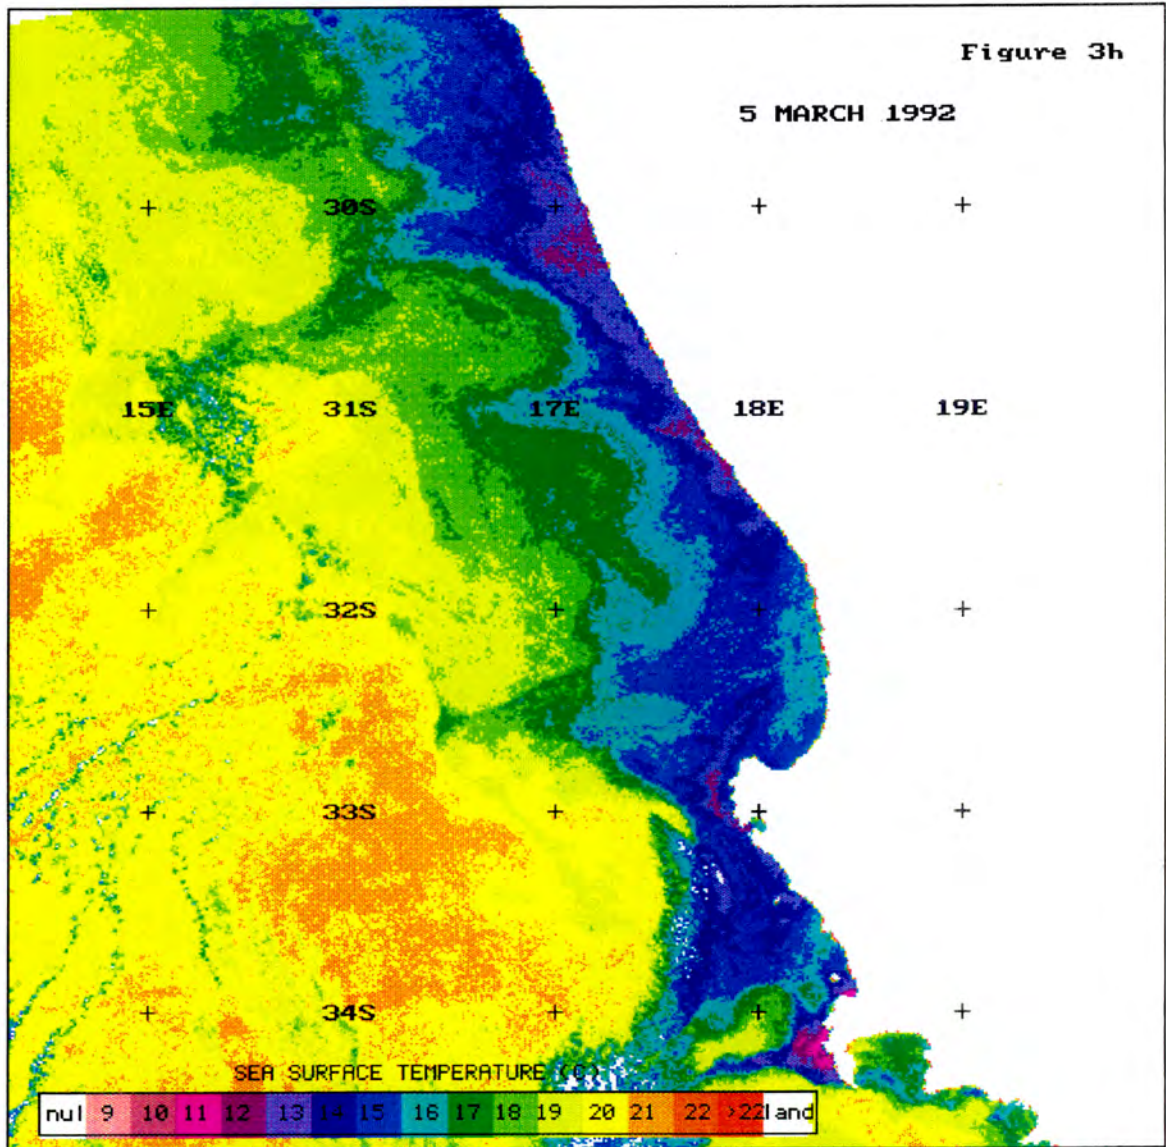 Figure 3h
5 MARCH 1992
30S
15E 31S 17E 18E 19E
32S
33S
34S
SEA SURFACE TEMPERATURE (C)
nul 9 10 11 12 13 14 15 16 17 18 19 20 21 22 >22 land